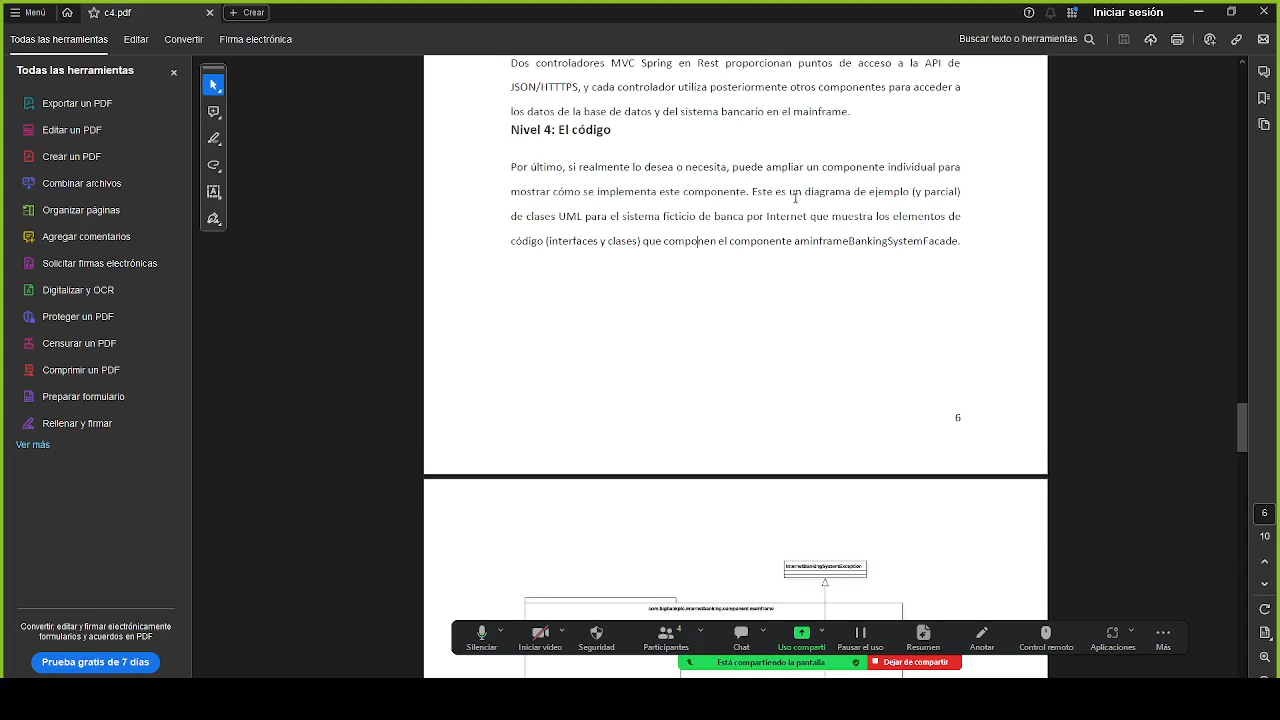 Menú
c4.pdf
Crear
Iniciar sesión
Todas las herramientas
Editar
Convertir
Firma electrónica
Buscar texto o herramientas
Todas las herramientas
Exportar un PDF
Editar un PDF
Crear un PDF
Combinar archivos
Organizar páginas
Agregar comentarios
Solicitar firmas electrónicas
Digitalizar y OCR
Proteger un PDF
Censurar un PDF
Comprimir un PDF
Preparar formulario
Rellenar y firmar
Ver más
Convertir, editar y firmar electrónicamente
formularios y acuerdos en PDF
Prueba gratis de 7 días
Dos controladores MVC Spring en Rest proporcionan puntos de acceso a la API de
JSON/HTTTPS, y cada controlador utiliza posteriormente otros componentes para acceder a
los datos de la base de datos y del sistema bancario en el mainframe.
Nivel 4: El código
Por último, si realmente lo desea o necesita, puede ampliar un componente individual para
mostrar cómo se implementa este componente. Este es un diagrama de ejemplo (y parcial)
de clases UML para el sistema ficticio de banca por Internet que muestra los elementos de
código (interfaces y clases) que componen el componente aminframeBankingSystemFacade.
6
InternetBankingSystemException
com.bigbankplc.internetbanking.component.mainframe
6
10
Silenciar
Iniciar vídeo
Seguridad
4
Participantes
Chat
Uso comparti
Pausar el uso
Resumen
Anotar
Control remoto
Aplicaciones
Más
Está compartiendo la pantalla
Dejar de compartir